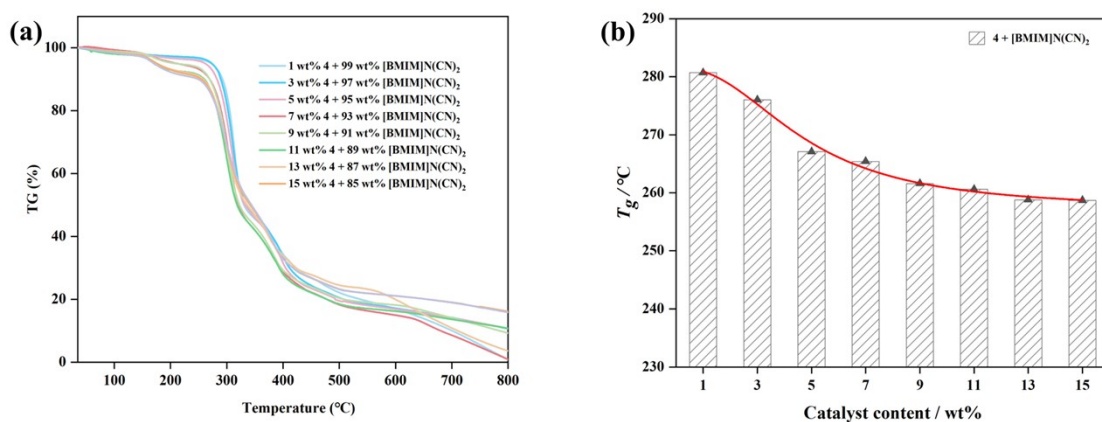 (a)
100
80
60
40
20
0
TG (%)
1 wt% 4 + 99 wt% [BMIM]N(CN)2
3 wt% 4 + 97 wt% [BMIM]N(CN)2
5 wt% 4 + 95 wt% [BMIM]N(CN)2
7 wt% 4 + 93 wt% [BMIM]N(CN)2
9 wt% 4 + 91 wt% [BMIM]N(CN)2
11 wt% 4 + 89 wt% [BMIM]N(CN)2
13 wt% 4 + 87 wt% [BMIM]N(CN)2
15 wt% 4 + 85 wt% [BMIM]N(CN)2
100 200 300 400 500 600 700 800
Temperature (°C)
(b)
290
280
270
260
250
240
230
Tg / °C
4 + [BMIM]N(CN)2
1 3 5 7 9 11 13 15
Catalyst content / wt%